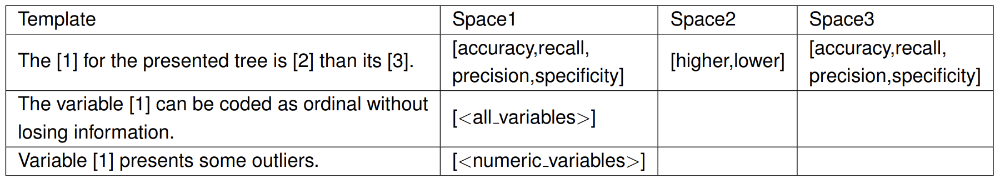 Template Space1 Space2 Space3
The [1] for the presented tree is [2] than its [3]. [accuracy,recall, precision,specificity] [higher,lower] [accuracy,recall, precision,specificity]
The variable [1] can be coded as ordinal without
losing information. [<all_variables>]
Variable [1] presents some outliers. [<numeric_variables>]